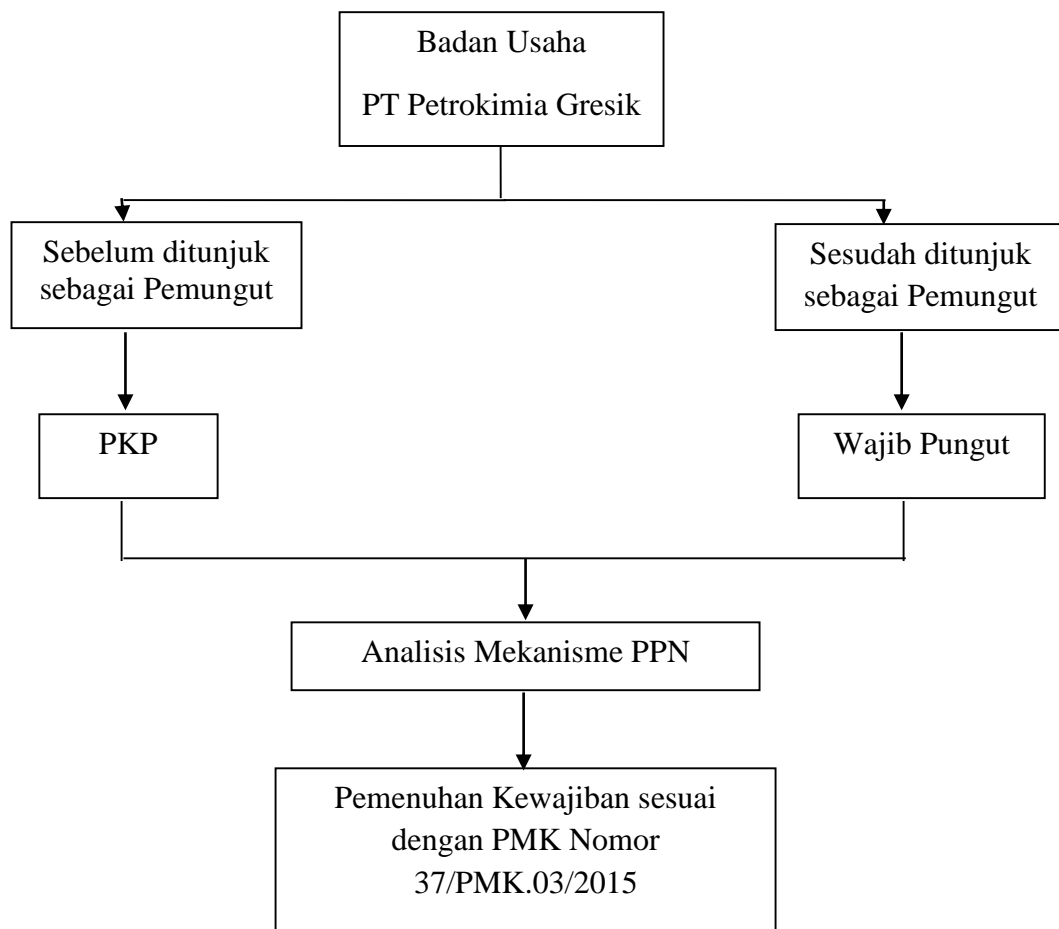 Badan Usaha
PT Petrokimia Gresik
Sebelum ditunjuk
sebagai Pemungut
Sesudah ditunjuk
sebagai Pemungut
PKP
Wajib Pungut
Analisis Mekanisme PPN
Pemenuhan Kewajiban sesuai
dengan PMK Nomor
37/PMK.03/2015